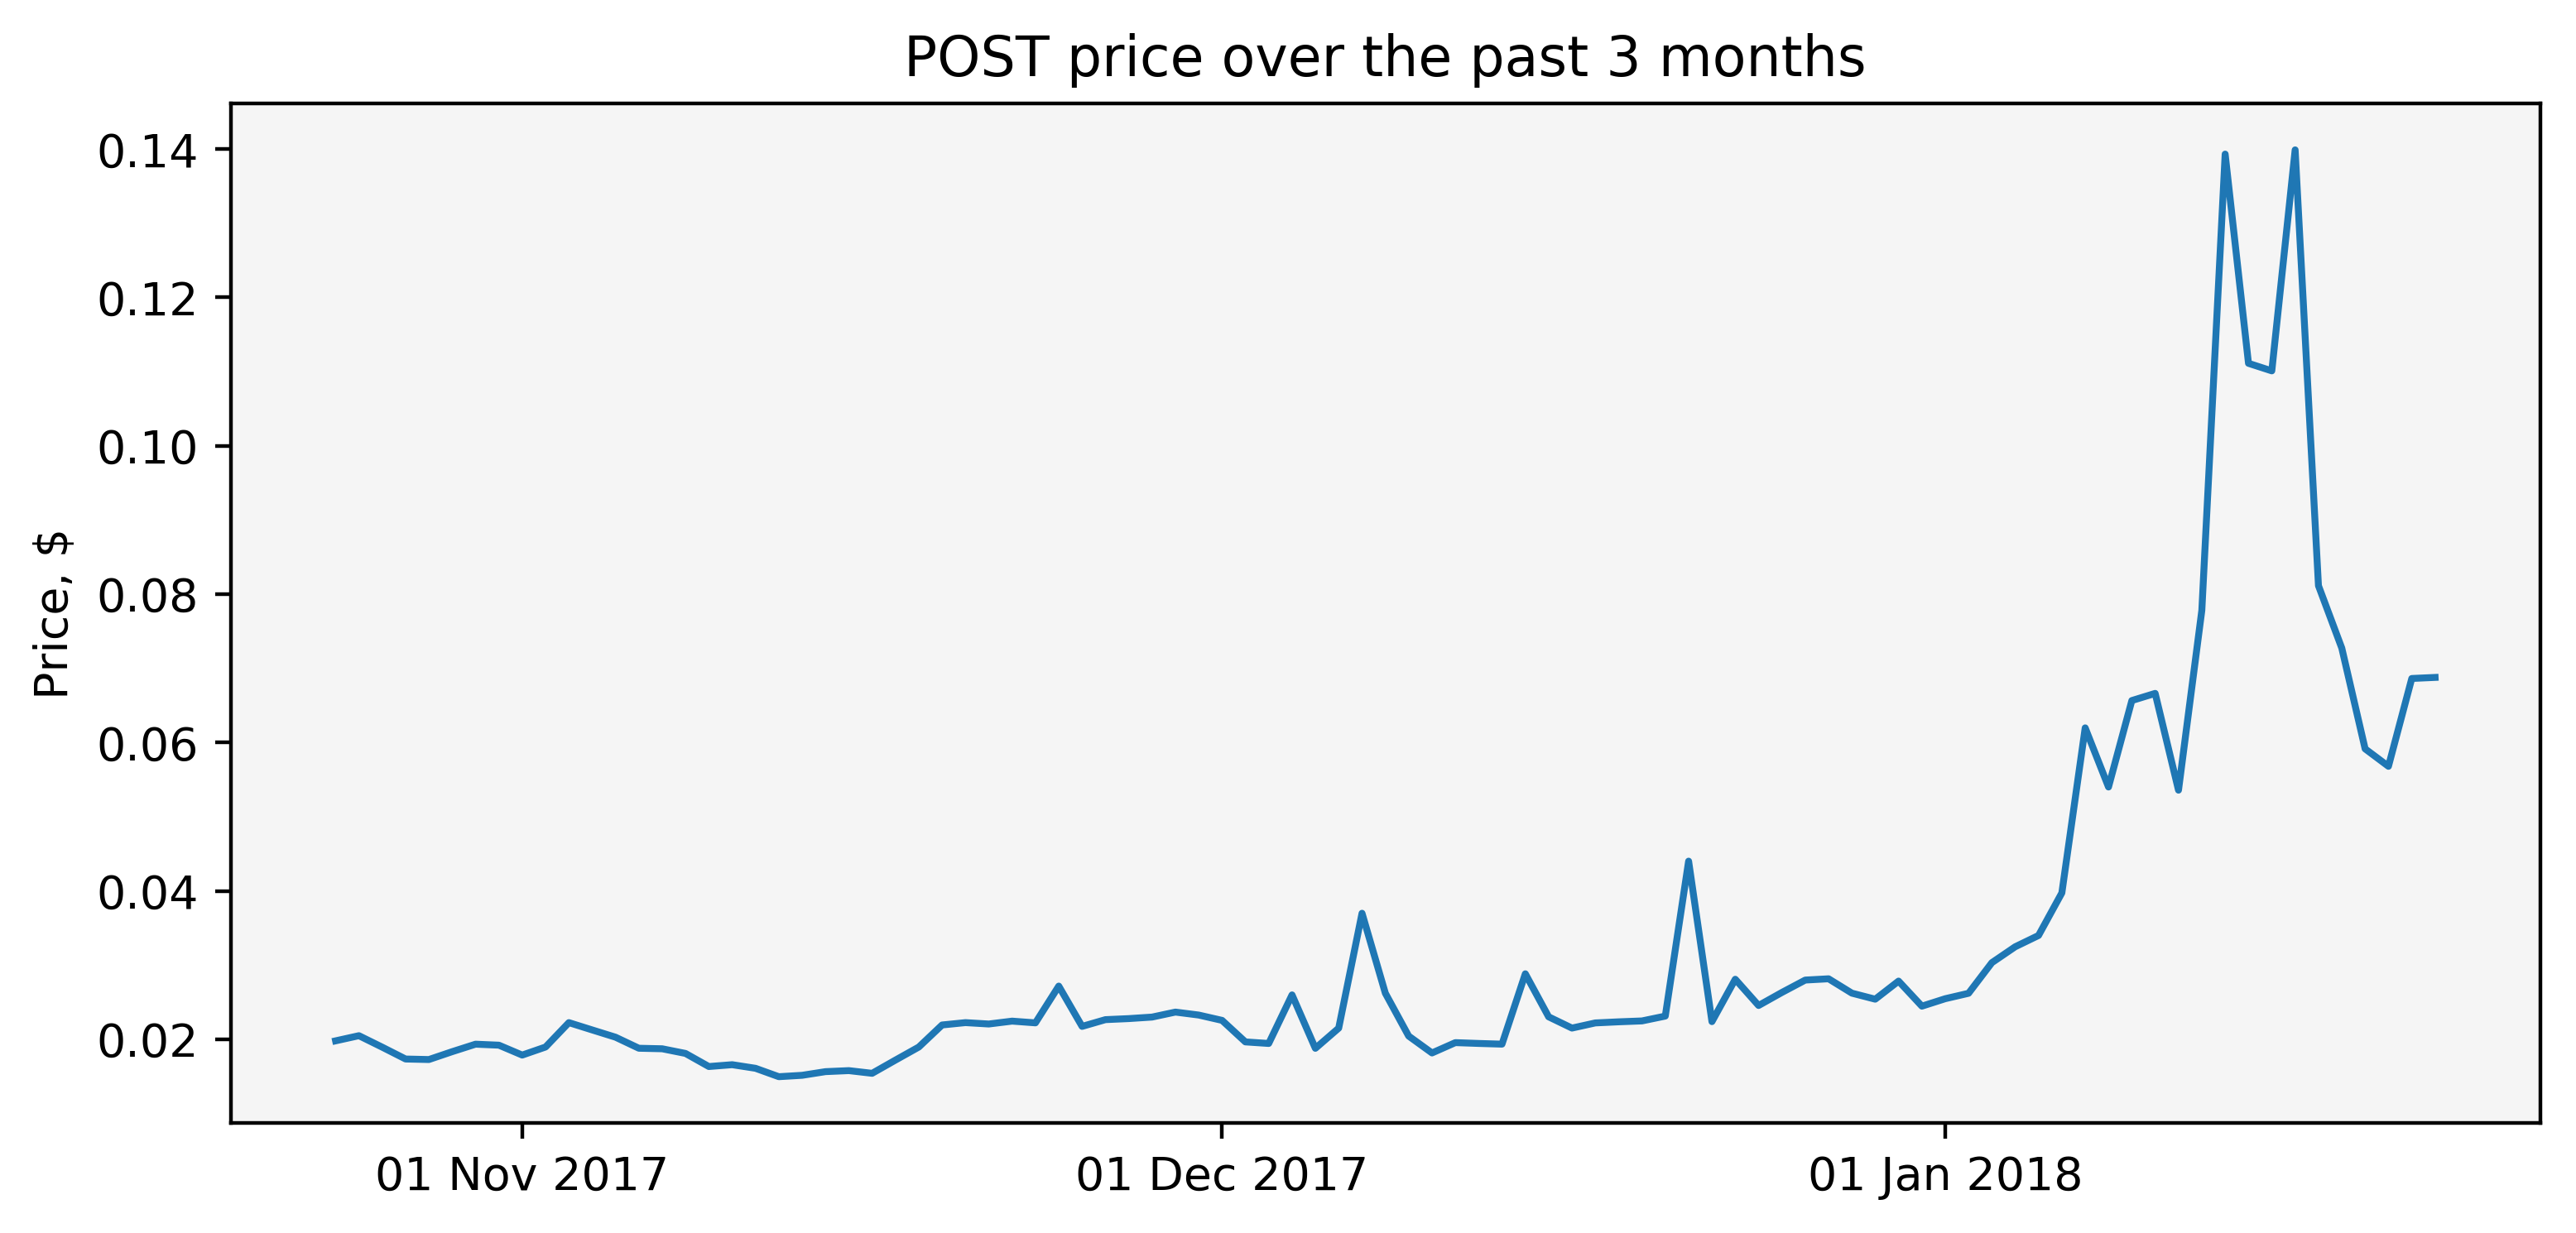 POST price over the past 3 months
0.14
0.12
0.10
0.08
0.06
0.04
0.02
Price, $
01 Nov 2017
01 Dec 2017
01 Jan 2018